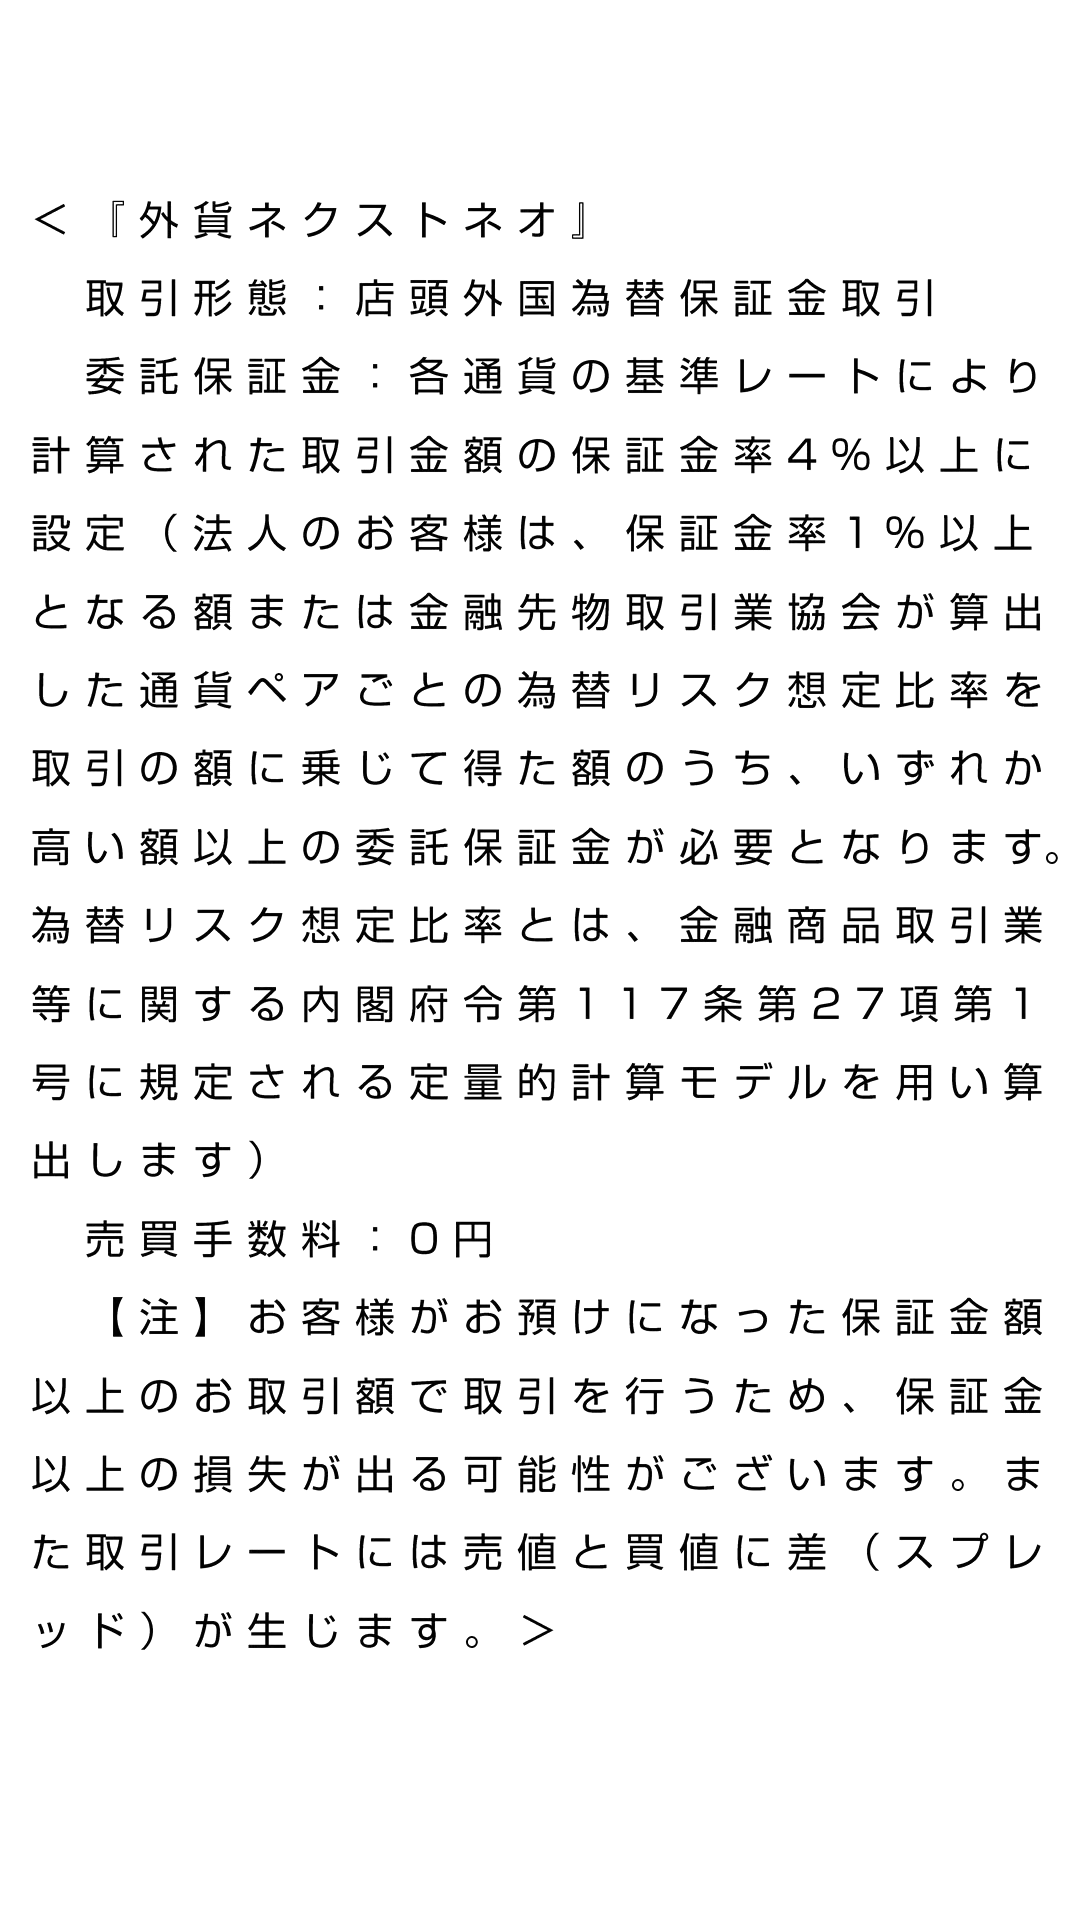 ＜『外貨ネクストネオ』
　取引形態：店頭外国為替保証金取引
　委託保証金：各通貨の基準レートにより
計算された取引金額の保証金率4%以上に
設定（法人のお客様は、保証金率1%以上
となる額または金融先物取引業協会が算出
した通貨ペアごとの為替リスク想定比率を
取引の額に乗じて得た額のうち、いずれか
高い額以上の委託保証金が必要となります。
為替リスク想定比率とは、金融商品取引業
等に関する内閣府令第117条第27項第1
号に規定される定量的計算モデルを用い算
出します）
　売買手数料：0円
　【注】お客様がお預けになった保証金額
以上のお取引額で取引を行うため、保証金
以上の損失が出る可能性がございます。ま
た取引レートには売値と買値に差（スプレ
ッド）が生じます。＞